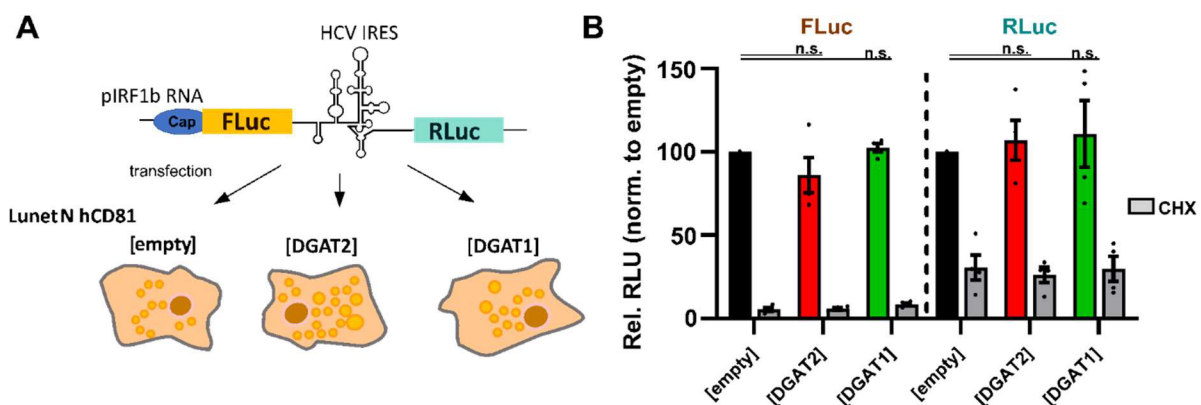 A
HCV IRES
pIRF1b RNA
Cap
FLuc
RLuc
transfection
Lunet N hCD81
[empty]
[DGAT2]
[DGAT1]
B
FLuc
RLuc
n.s.
n.s.
n.s.
n.s.
Rel. RLU (norm. to empty)
150
100
50
0
CHX
[empty]
[DGAT2]
[DGAT1]
[empty]
[DGAT2]
[DGAT1]